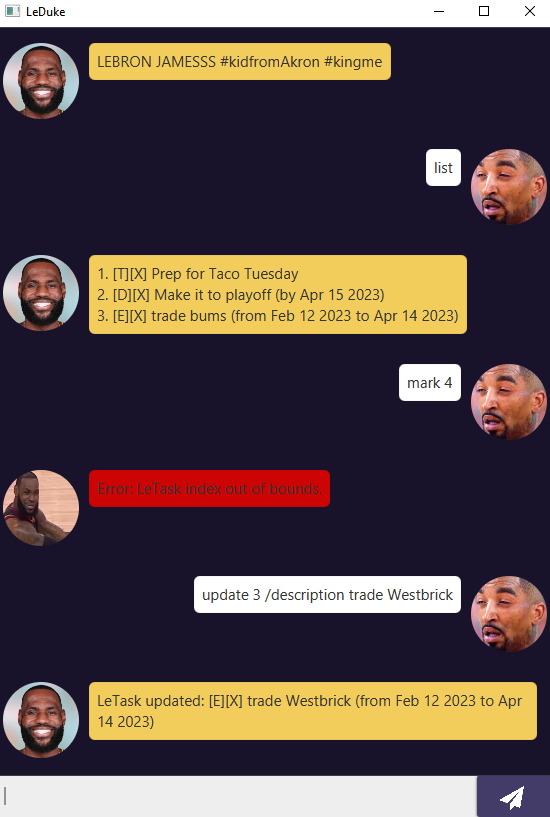 LeDuke
LEBRON JAMESSS #kidfromAkron #kingme
list
1. [T][X] Prep for Taco Tuesday
2. [D][X] Make it to playoff (by Apr 15 2023)
3. [E][X] trade bums (from Feb 12 2023 to Apr 14 2023)
mark 4
Error: LeTask index out of bounds.
update 3 /description trade Westbrick
LeTask updated: [E][X] trade Westbrick (from Feb 12 2023 to Apr
14 2023)